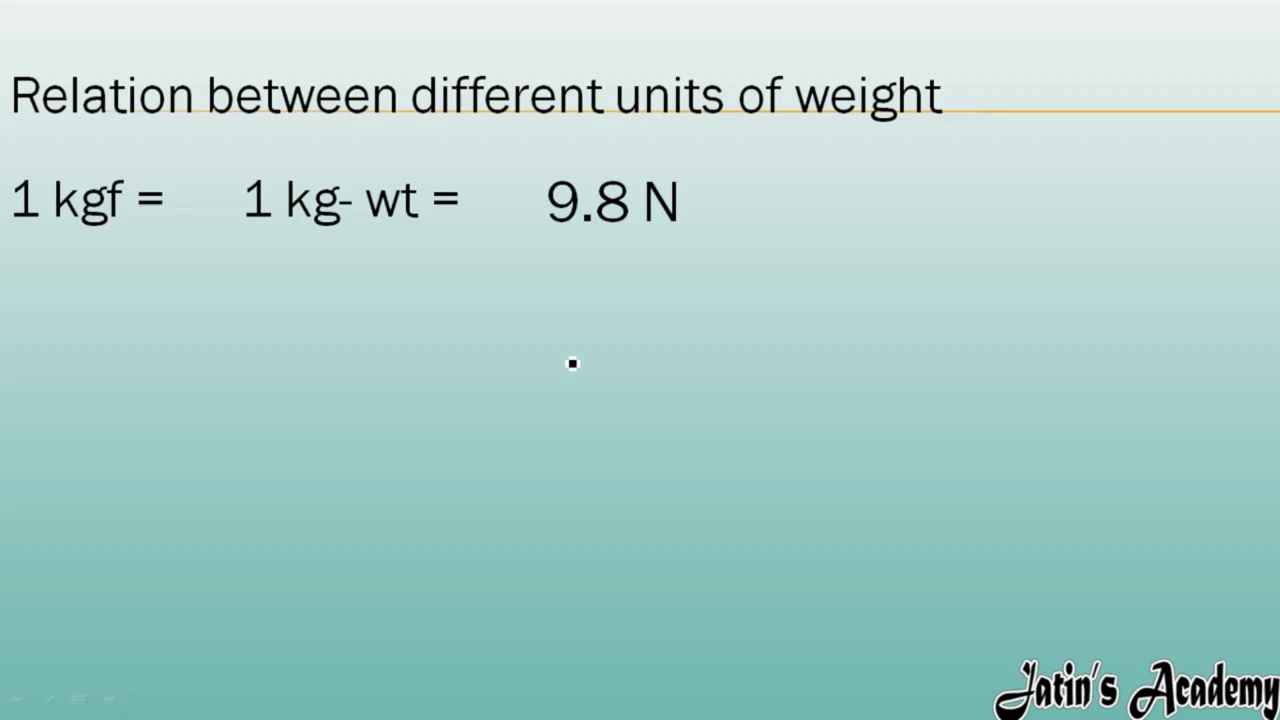 Relation between different units of weight
1 kgf = 1 kg- wt = 9.8 N
Jatin's Academy